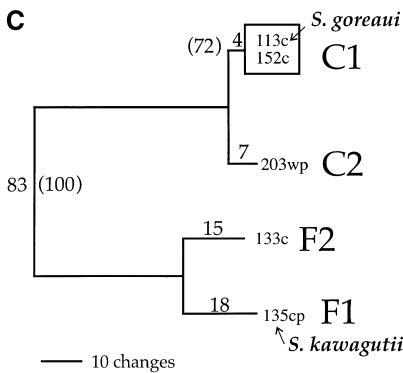 C
S. goreaui
(72) 4 113c C1
152c
7 203wp C2
83 (100)
15 133c F2
18 135cp F1
S. kawagutii
10 changes